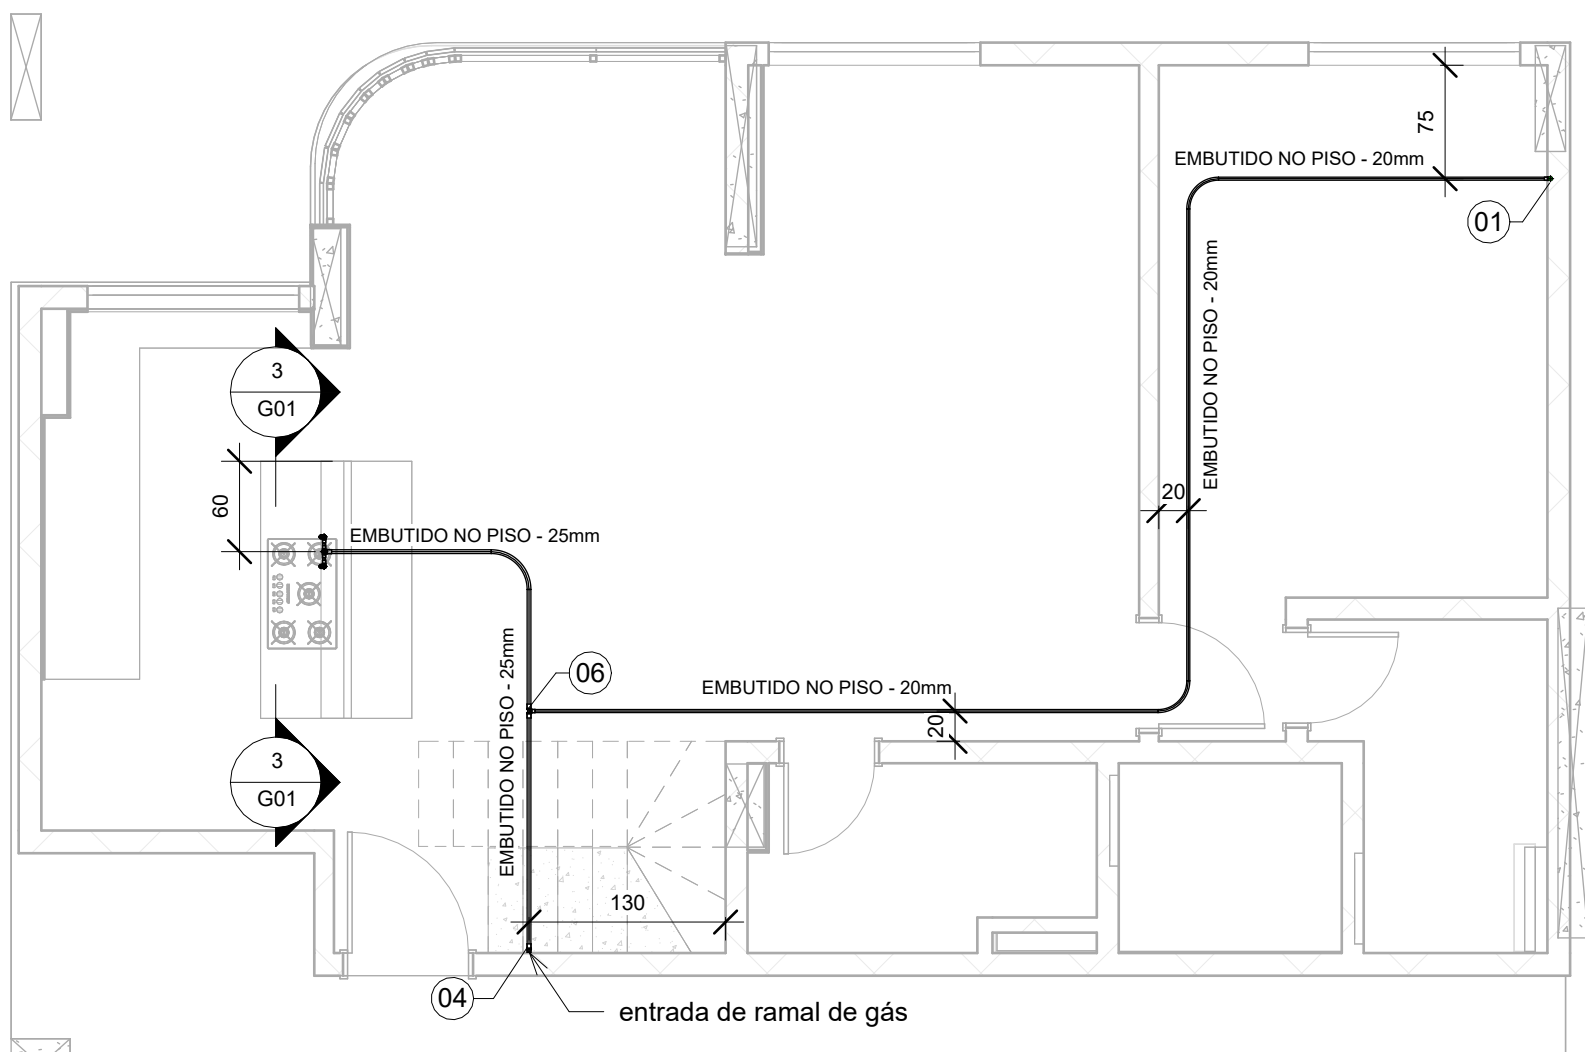 75
EMBUTIDO NO PISO - 20mm
01
EMBUTIDO NO PISO - 20mm
3
G01
60
20
EMBUTIDO NO PISO - 25mm
EMBUTIDO NO PISO - 25mm
06
EMBUTIDO NO PISO - 20mm
20
3
G01
130
04
entrada de ramal de gás